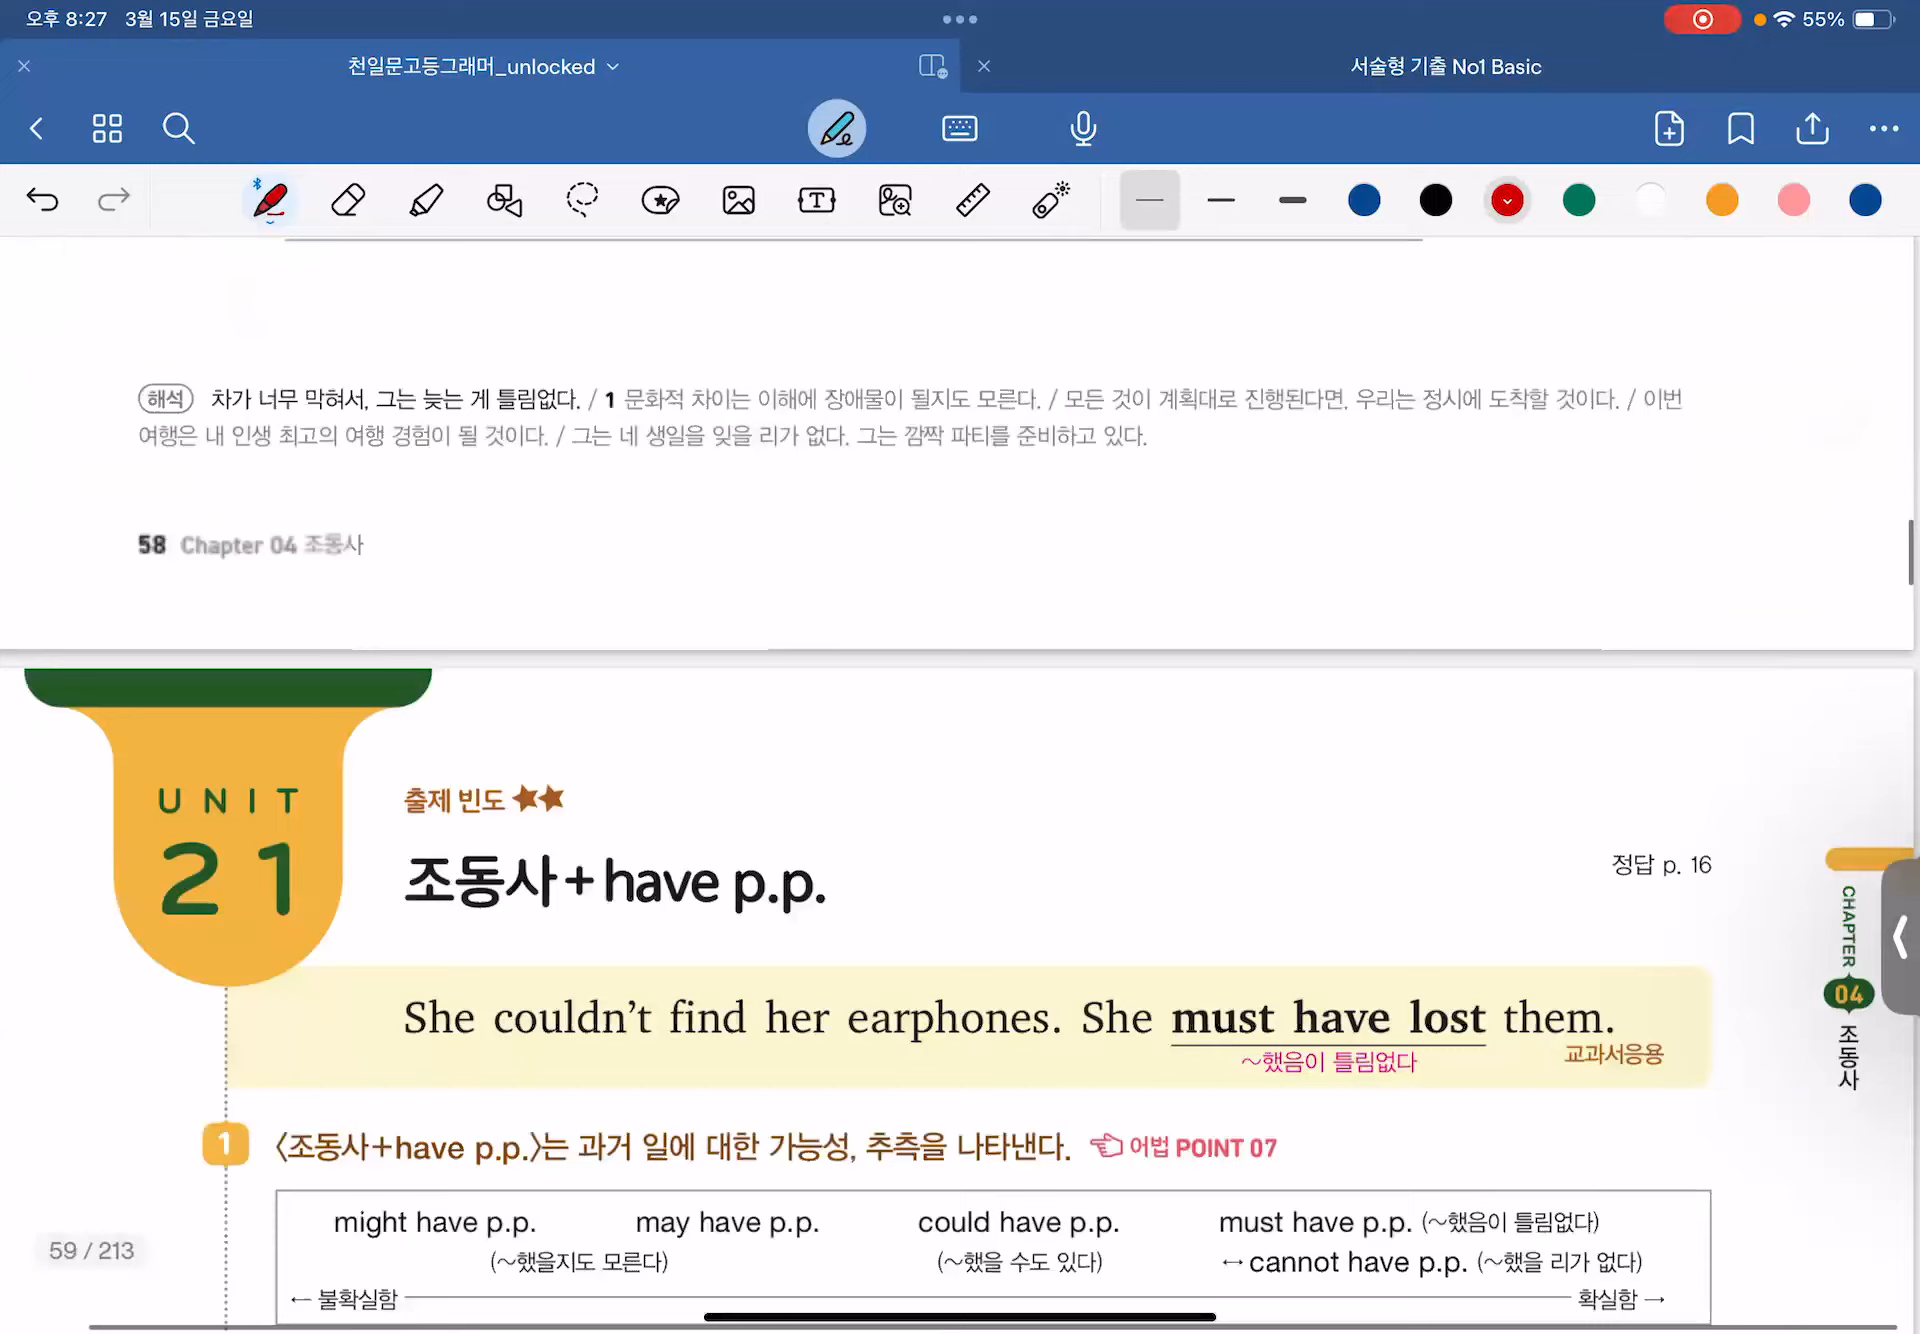 오후 8:27 3월 15일 금요일
55%
천일문고등그래머_unlocked
서술형 기출 No1 Basic
해석 차가 너무 막혀서, 그는 늦는 게 틀림없다. / 1 문화적 차이는 이해에 장애물이 될지도 모른다. / 모든 것이 계획대로 진행된다면, 우리는 정시에 도착할 것이다. / 이번
여행은 내 인생 최고의 여행 경험이 될 것이다. / 그는 네 생일을 잊을 리가 없다. 그는 깜짝 파티를 준비하고 있다.
58 Chapter 04 조동사
UNIT
21
출제 빈도
조동사+have p.p.
정답 p. 16
She couldn't find her earphones. She must have lost them.
~했음이 틀림없다
교과서응용
CHAPTER
04
조동사
1 〈조동사+have p.p.〉는 과거 일에 대한 가능성, 추측을 나타낸다. 어법 POINT 07
might have p.p. may have p.p. could have p.p. must have p.p. (~했음이 틀림없다)
(~했을지도 모른다) (~했을 수도 있다) ↔ cannot have p.p. (~했을 리가 없다)
← 불확실함 확실함 →
59 / 213